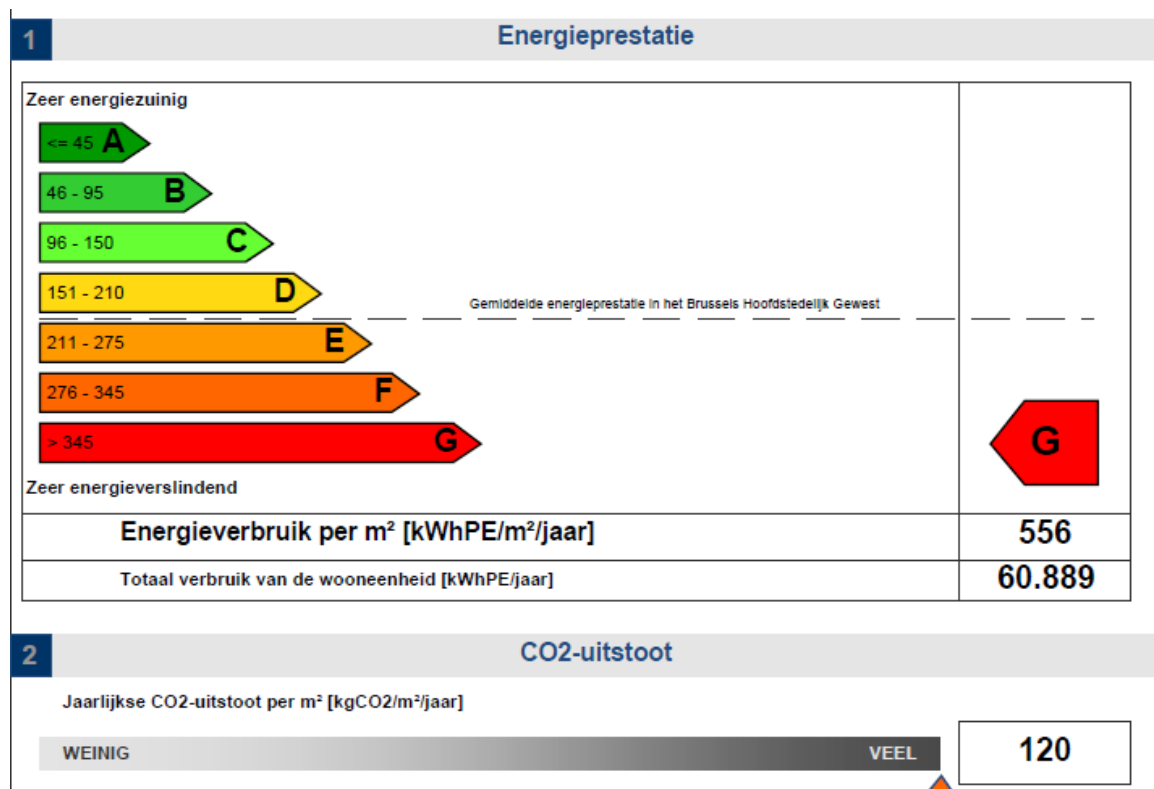 1
Energieprestatie
Zeer energiezuinig
<= 45 A
46 - 95 B
96 - 150 C
151 - 210 D
Gemiddelde energieprestatie in het Brussels Hoofdstedelijk Gewest
211 - 275 E
276 - 345 F
> 345 G
G
Zeer energieverslindend
Energieverbruik per m² [kWhPE/m²/jaar] 556
Totaal verbruik van de wooneenheid [kWhPE/jaar] 60.889
2
CO2-uitstoot
Jaarlijkse CO2-uitstoot per m² [kgCO2/m²/jaar]
WEINIG VEEL 120